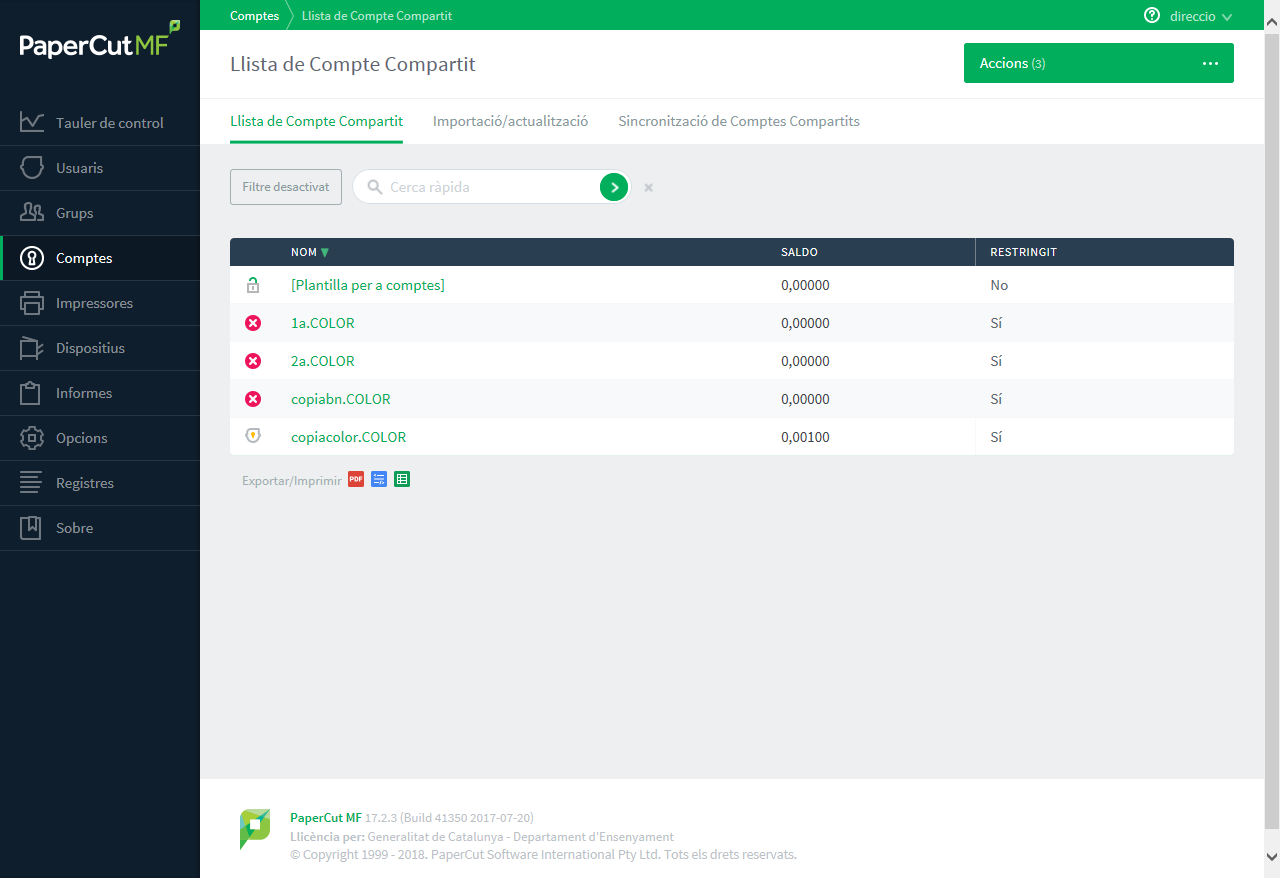 PaperCut MF
Comptes Llista de Compte Compartit direccio
Llista de Compte Compartit
Accions (3)
Llista de Compte Compartit Importació/actualització Sincronització de Comptes Compartits
Filtre desactivat Cerca ràpida
Tauler de control
Usuaris
Grups
Comptes
Impressores
Dispositius
Informes
Opcions
Registres
Sobre
NOM SALDO RESTRINGIT
[Plantilla per a comptes] 0,00000 No
1a.COLOR 0,00000 Sí
2a.COLOR 0,00000 Sí
copiabn.COLOR 0,00000 Sí
copiacolor.COLOR 0,00100 Sí
Exportar/Imprimir PDF
PaperCut MF 17.2.3 (Build 41350 2017-07-20)
Llicència per: Generalitat de Catalunya - Departament d'Ensenyament
© Copyright 1999 - 2018. PaperCut Software International Pty Ltd. Tots els drets reservats.